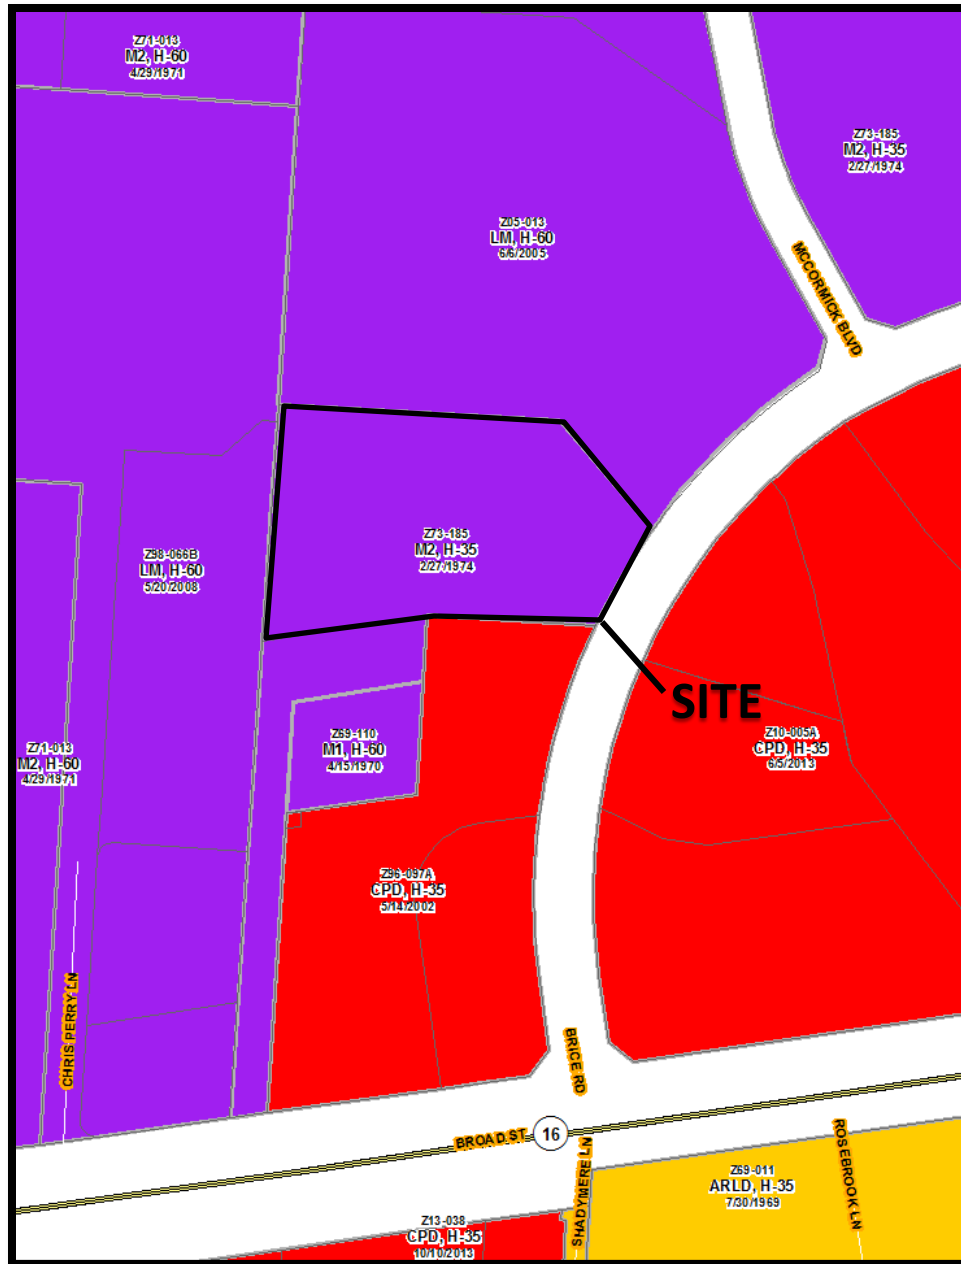 Z71-013
M2, H-60
4/29/1971
Z73-185
M2, H-35
2/27/1974
Z05-013
LM, H-60
6/6/2005
MCCORMICK BLVD
Z73-185
M2, H-35
2/27/1974
Z98-066B
LM, H-60
5/20/2008
SITE
Z69-110
M1, H-60
4/15/1970
Z10-005A
CPD, H-35
6/5/2013
Z71-013
M2, H-60
4/29/1971
Z96-097A
CPD, H-35
5/14/2002
CHRIS PERRY LN
BRICE RD
BROAD ST
16
SHADYMERE LN
ROSEBROOK LN
Z69-011
ARLD, H-35
7/30/1969
Z13-038
CPD, H-35
10/10/2013